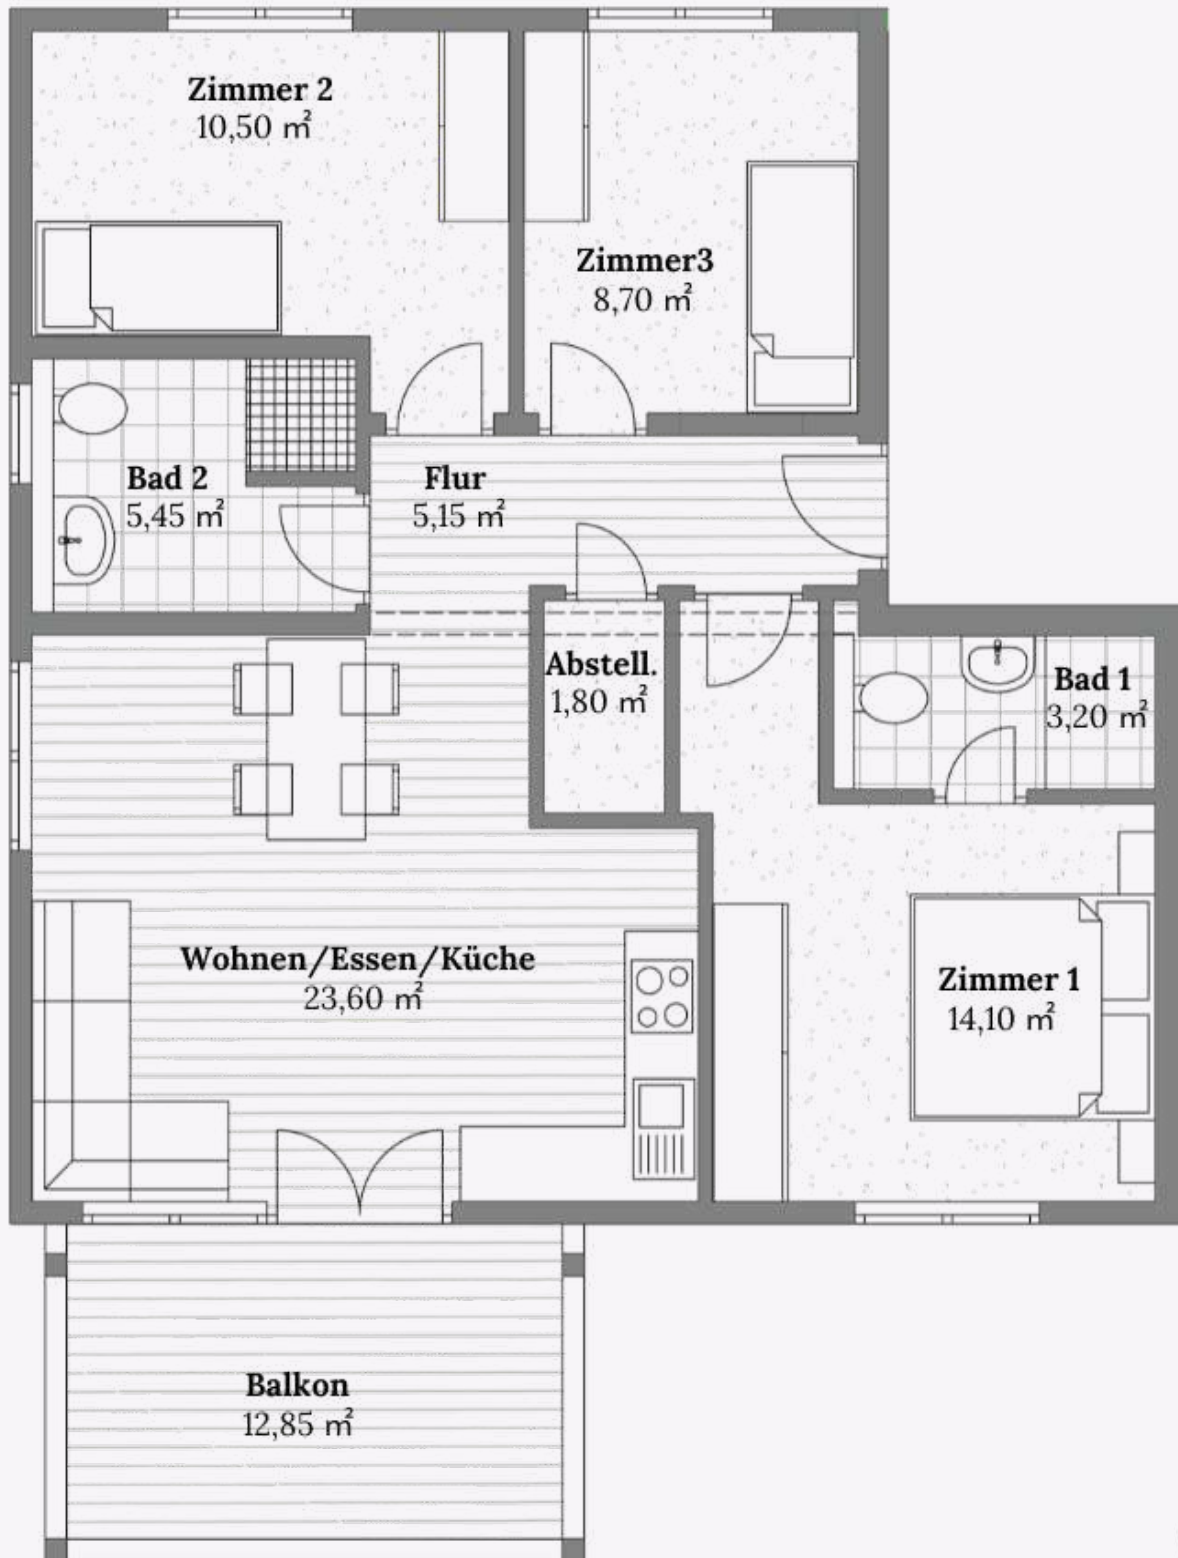 Zimmer 2
10,50 m²
Zimmer3
8,70 m²
Bad 2
5,45 m²
Flur
5,15 m²
Abstell.
1,80 m²
Bad 1
3,20 m²
Wohnen/Essen/Küche
23,60 m²
Zimmer 1
14,10 m²
Balkon
12,85 m²